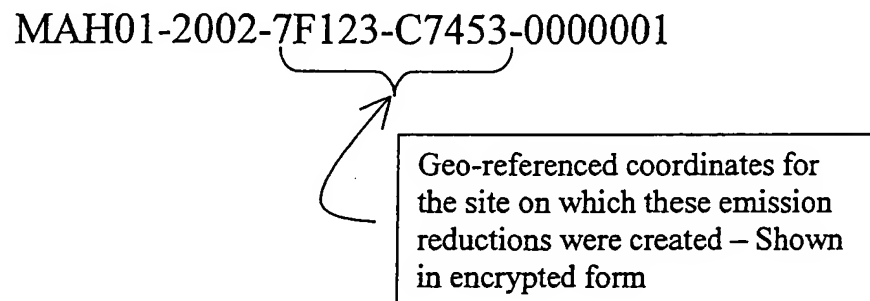 MAH01-2002-7F123-C7453-0000001
Geo-referenced coordinates for
the site on which these emission
reductions were created – Shown
in encrypted form